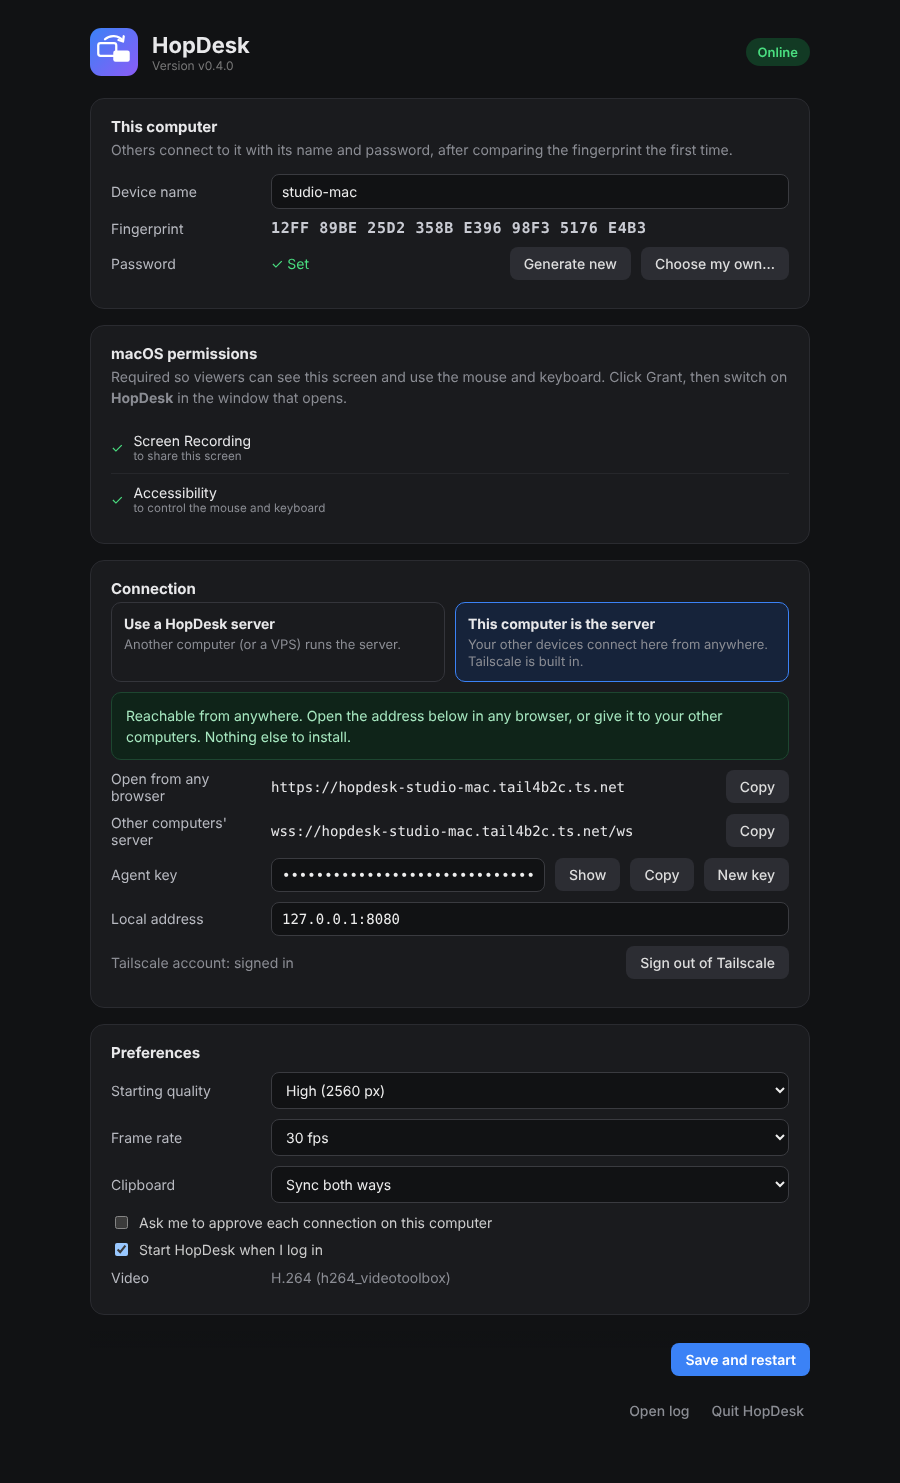 HopDesk
Version v0.4.0
Online
This computer
Others connect to it with its name and password, after comparing the fingerprint the first time.
Device name
studio-mac
Fingerprint
12FF 89BE 25D2 358B E396 98F3 5176 E4B3
Password
✓ Set
Generate new
Choose my own...
macOS permissions
Required so viewers can see this screen and use the mouse and keyboard. Click Grant, then switch on
HopDesk in the window that opens.
✓ Screen Recording
to share this screen
✓ Accessibility
to control the mouse and keyboard
Connection
Use a HopDesk server
Another computer (or a VPS) runs the server.
This computer is the server
Your other devices connect here from anywhere.
Tailscale is built in.
Reachable from anywhere. Open the address below in any browser, or give it to your other
computers. Nothing else to install.
Open from any
browser
https://hopdesk-studio-mac.tail4b2c.ts.net
Copy
Other computers'
server
wss://hopdesk-studio-mac.tail4b2c.ts.net/ws
Copy
Agent key
••••••••••••••••••••••••••••••
Show
Copy
New key
Local address
127.0.0.1:8080
Tailscale account: signed in
Sign out of Tailscale
Preferences
Starting quality
High (2560 px)
Frame rate
30 fps
Clipboard
Sync both ways
Ask me to approve each connection on this computer
Start HopDesk when I log in
Video
H.264 (h264_videotoolbox)
Save and restart
Open log
Quit HopDesk